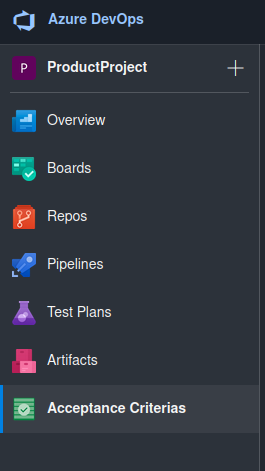 Azure DevOps
P ProductProject
Overview
Boards
Repos
Pipelines
Test Plans
Artifacts
Acceptance Criterias